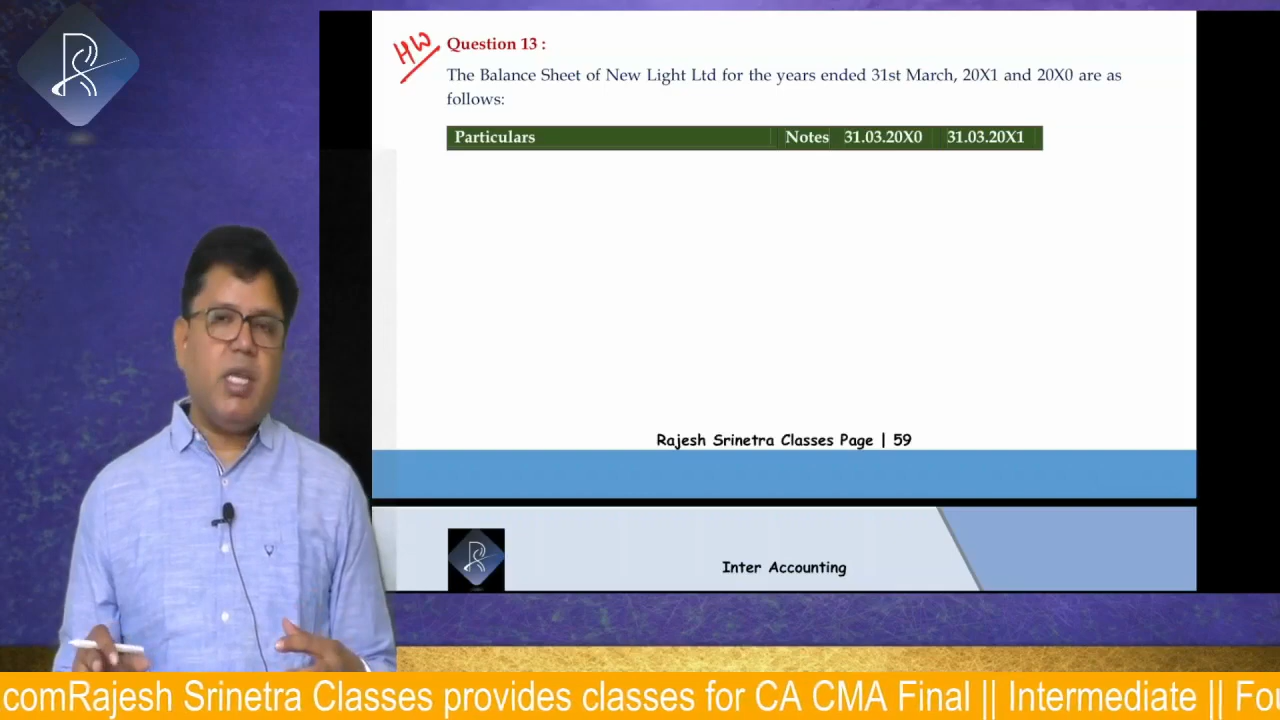 HW
Question 13 :
The Balance Sheet of New Light Ltd for the years ended 31st March, 20X1 and 20X0 are as
follows:
Particulars Notes 31.03.20X0 31.03.20X1
Rajesh Srinetra Classes Page | 59
Inter Accounting
comRajesh Srinetra Classes provides classes for CA CMA Final || Intermediate || Fou